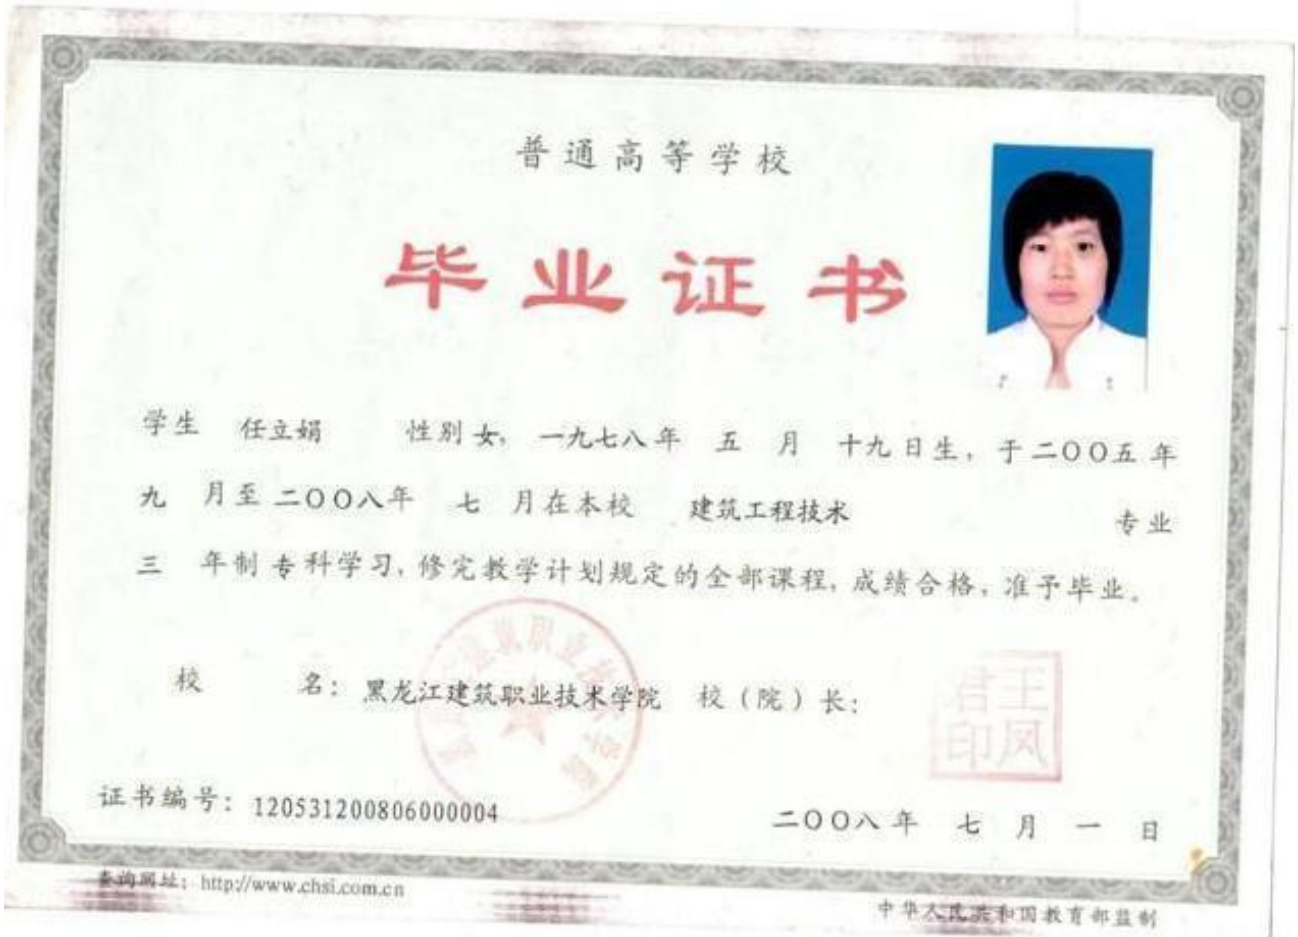 普通高等学校
毕业证书
学生 任立娟 性别 女, 一九七八年 五 月 十九日生, 于二〇〇五年
九 月至二〇〇八年 七 月在本校 建筑工程技术 专业
三 年制 专科学习, 修完教学计划规定的全部课程, 成绩合格, 准予毕业。
校 名: 黑龙江建筑职业技术学院 校（院）长:
王凤君印
证书编号: 120531200806000004
二〇〇八年 七 月 一 日
查询网址: http://www.chsi.com.cn
中华人民共和国教育部监制